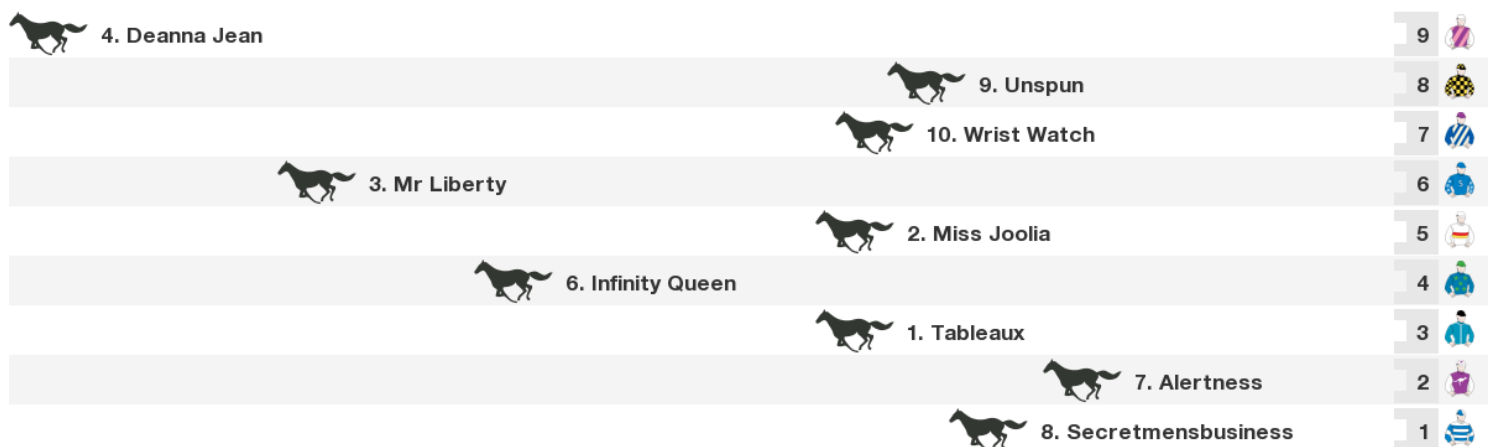 4. Deanna Jean 9
9. Unspun 8
10. Wrist Watch 7
3. Mr Liberty 6
2. Miss Joolia 5
6. Infinity Queen 4
1. Tableaux 3
7. Alertness 2
8. Secretmensbusiness 1